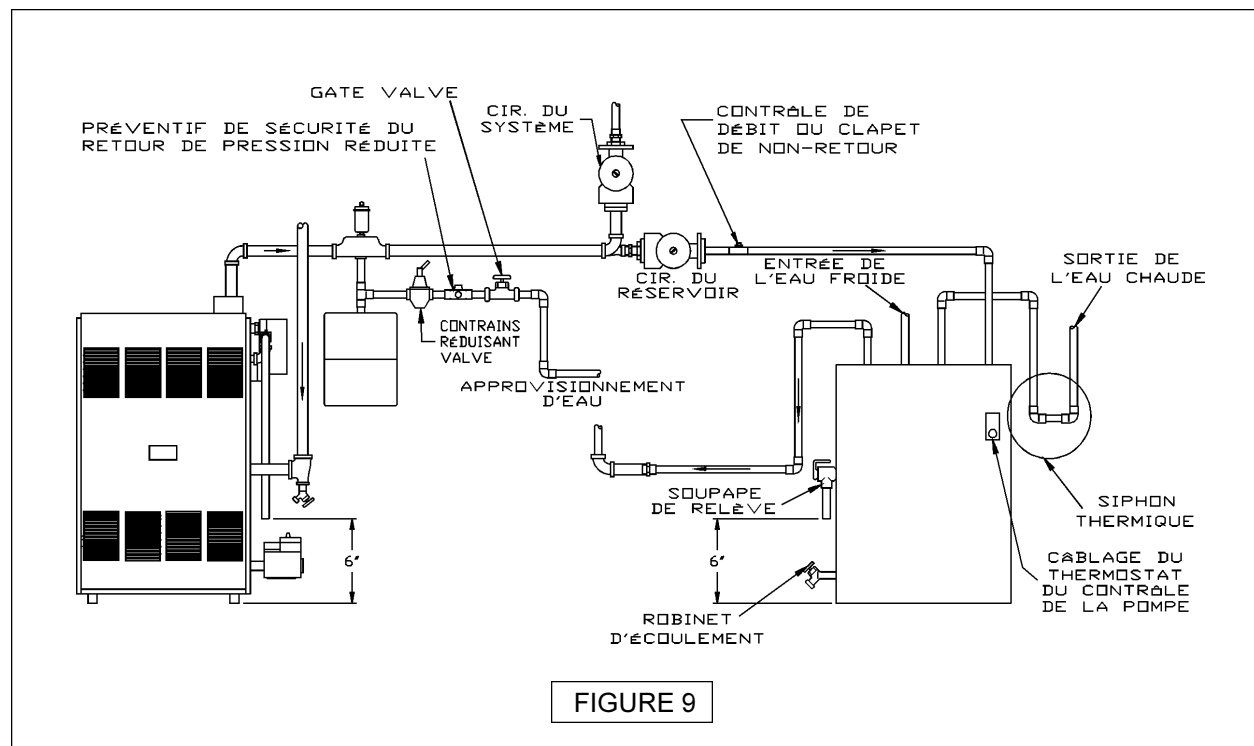 GATE VALVE
PRÉVENTIF DE SÉCURITÉ DU
RETOUR DE PRESSION RÉDUITE
CIR. DU
SYSTÈME
CONTRÔLE DE
DÉBIT OU CLAPET
DE NON-RETOUR
ENTRÉE DE
L'EAU FROIDE
SORTIE DE
L'EAU CHAUDE
CIR. DU
RÉSERVOIR
CONTRAINS
RÉDUISANT
VALVE
APPROVISIONNEMENT
D'EAU
SOUPAPE
DE RELÈVE
SIPHON
THERMIQUE
6"
6"
CÂBLAGE DU
THERMOSTAT
DU CONTRÔLE
DE LA POMPE
ROBINET
D'ÉCOULEMENT
FIGURE 9